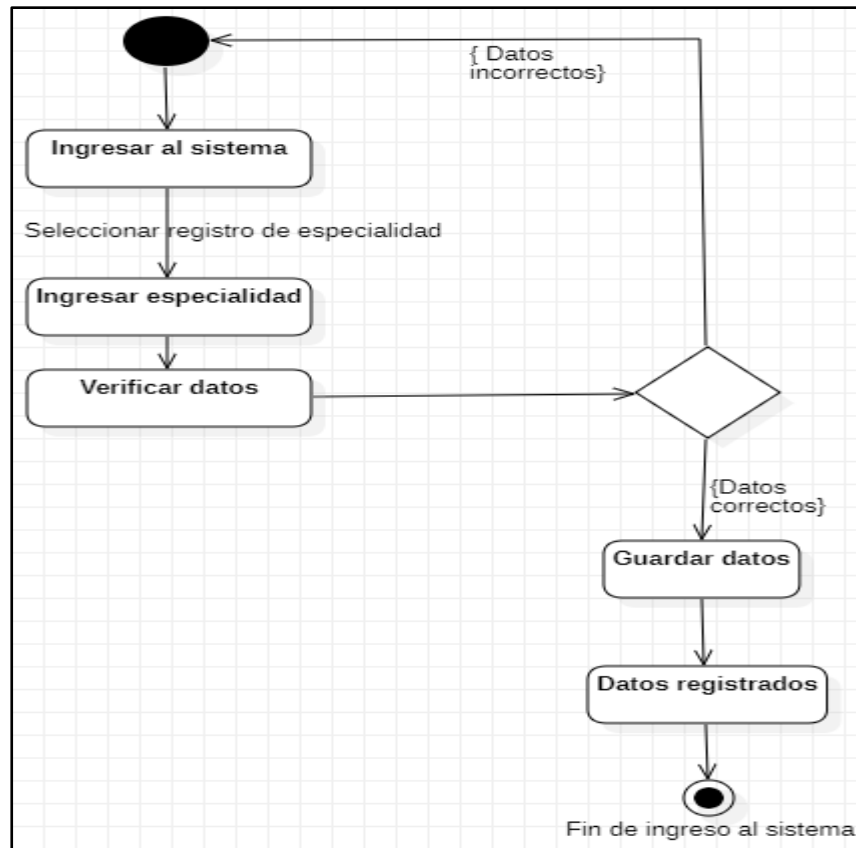 { Datos
incorrectos}
Ingresar al sistema
Seleccionar registro de especialidad
Ingresar especialidad
Verificar datos
{Datos
correctos}
Guardar datos
Datos registrados
Fin de ingreso al sistema